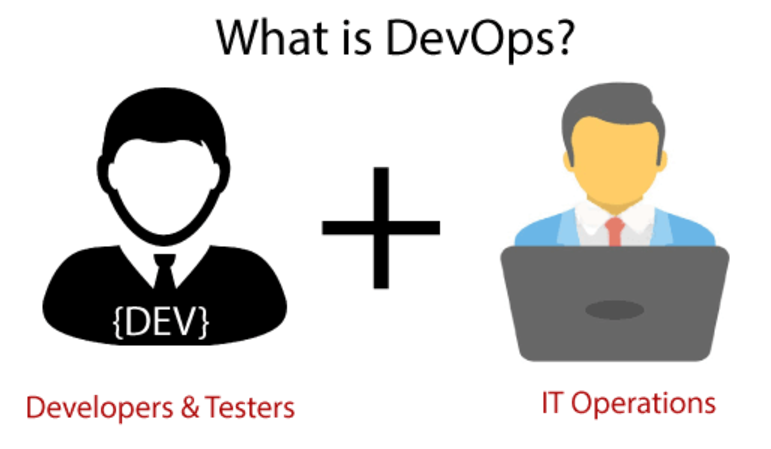 What is DevOps?
{DEV}
Developers & Testers
IT Operations